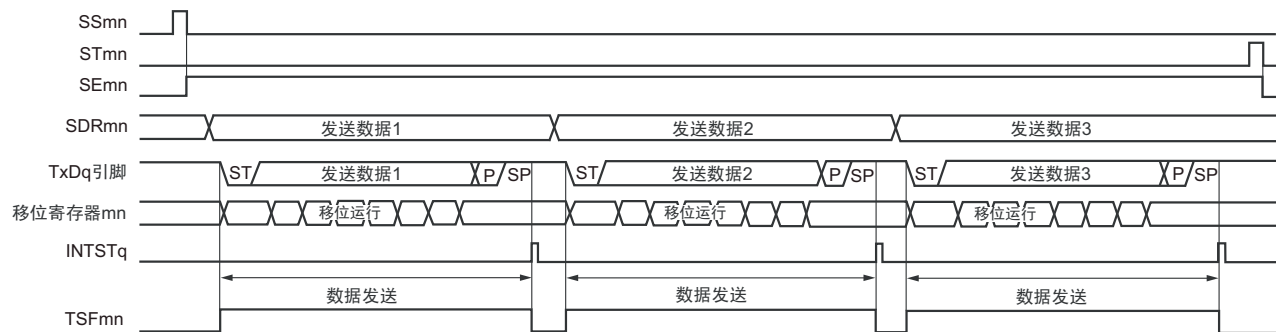 SSmn
STmn
SEmn
SDRmn 发送数据1 发送数据2 发送数据3
TxDq引脚 ST 发送数据1 P SP ST 发送数据2 P SP ST 发送数据3 P SP
移位寄存器mn 移位运行 移位运行 移位运行
INTSTq
数据发送 数据发送 数据发送
TSFmn